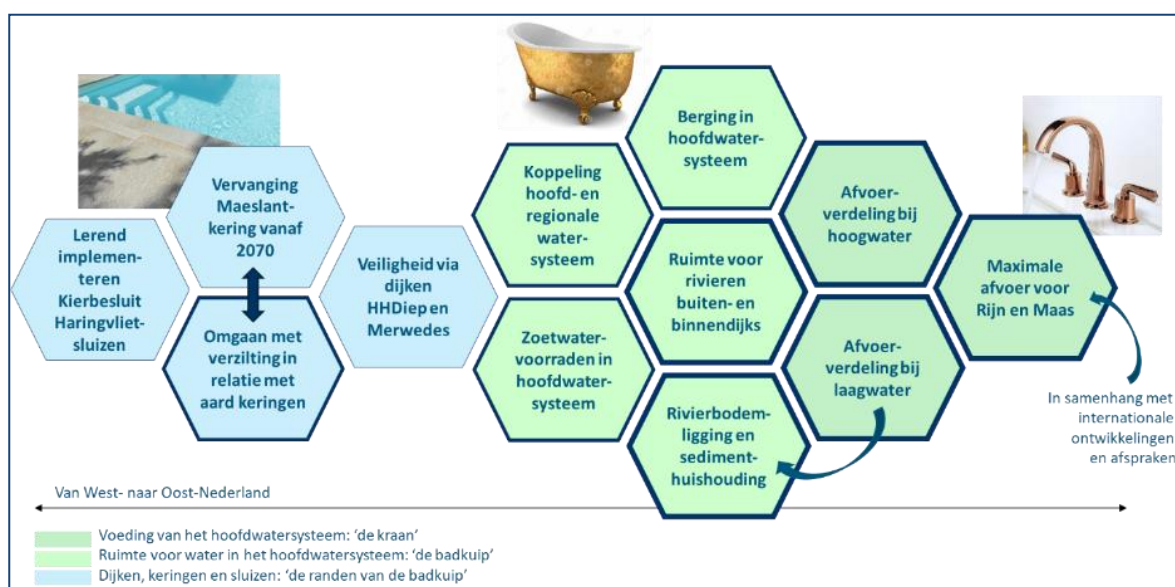 Lerend
implemen-
teren
Kierbesluit
Haringvliet-
sluizen
Vervanging
Maeslant-
kering vanaf
2070
Omgaan met
verzilting in
relatie met
aard keringen
Veiligheid via
dijken
HHDiep en
Merwedes
Koppeling
hoofd- en
regionale
water-
systeem
Zoetwater-
voorraden in
hoofdwater-
systeem
Berging in
hoofdwater-
systeem
Ruimte voor
rivieren
buiten- en
binnendijks
Rivierbodem-
ligging en
sediment-
huishouding
Afvoer-
verdeling bij
hoogwater
Afvoer-
verdeling bij
laagwater
Maximale
afvoer voor
Rijn en Maas
In samenhang met
internationale
ontwikkelingen
en afspraken
Van West- naar Oost-Nederland
Voeding van het hoofdwatersysteem: ‘de kraan’
Ruimte voor water in het hoofdwatersysteem: ‘de badkuip’
Dijken, keringen en sluizen: ‘de randen van de badkuip’